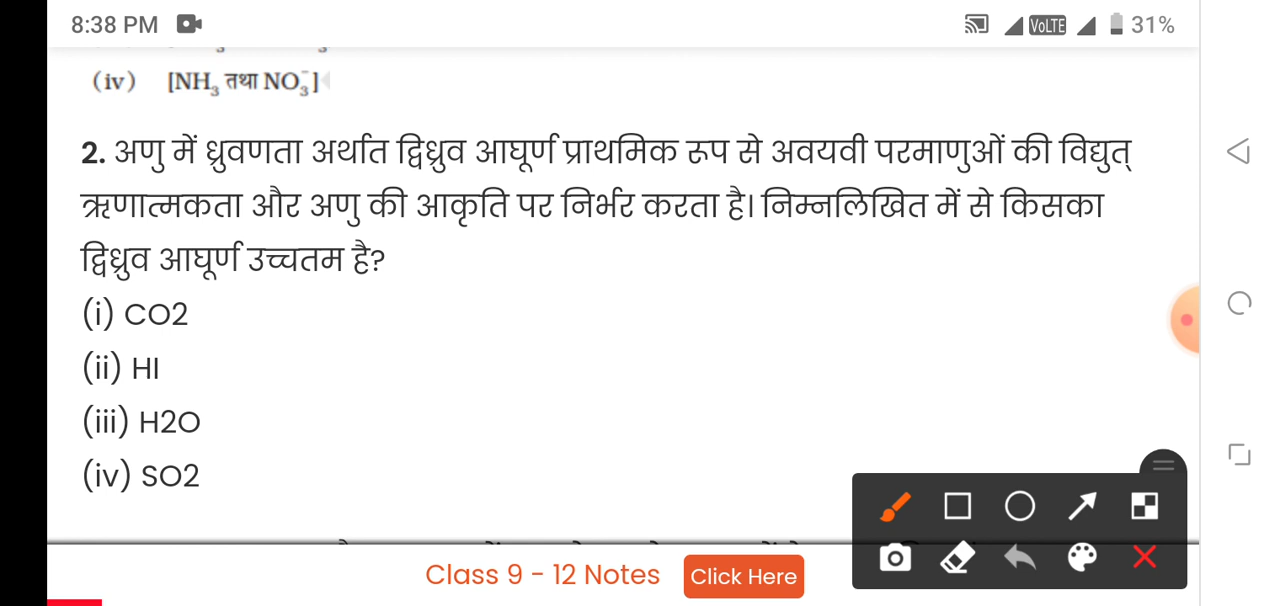 8:38 PM VoLTE 31%
(iv) [NH₃ तथा NO₃⁻]
2. अणु में ध्रुवणता अर्थात द्विध्रुव आघूर्ण प्राथमिक रूप से अवयवी परमाणुओं की विद्युत्
ऋणात्मकता और अणु की आकृति पर निर्भर करता है। निम्नलिखित में से किसका
द्विध्रुव आघूर्ण उच्चतम है?
(i) CO2
(ii) HI
(iii) H2O
(iv) SO2
Class 9 - 12 Notes Click Here